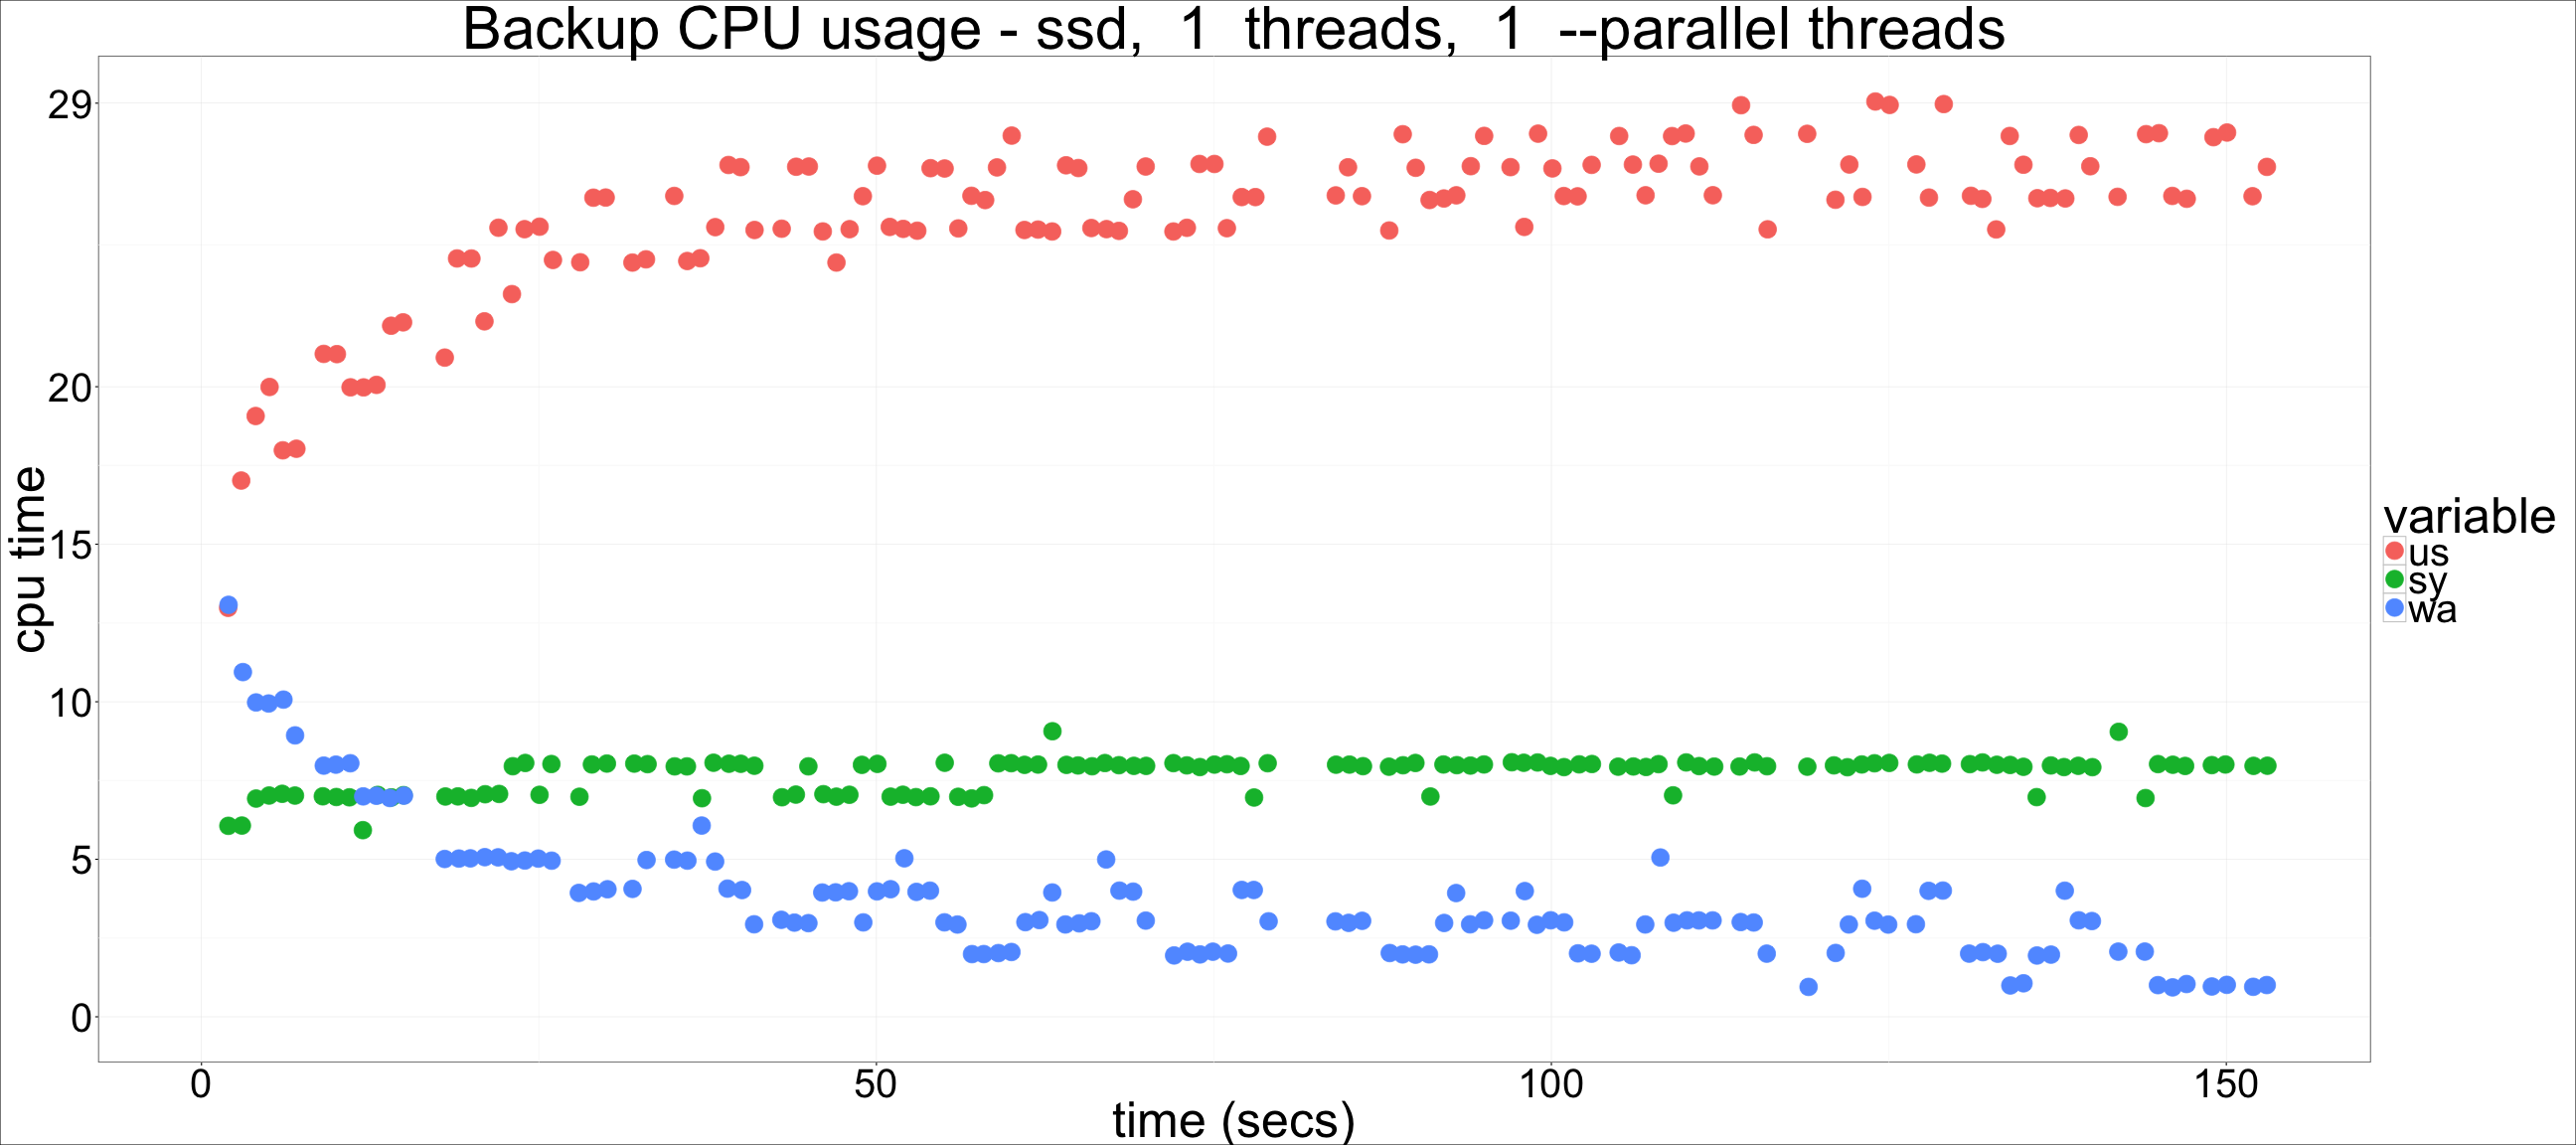 Backup CPU usage - ssd, 1 threads, 1 --parallel threads
cpu time
29
20
15
10
5
0
0 50 100 150
time (secs)
variable
us
sy
wa